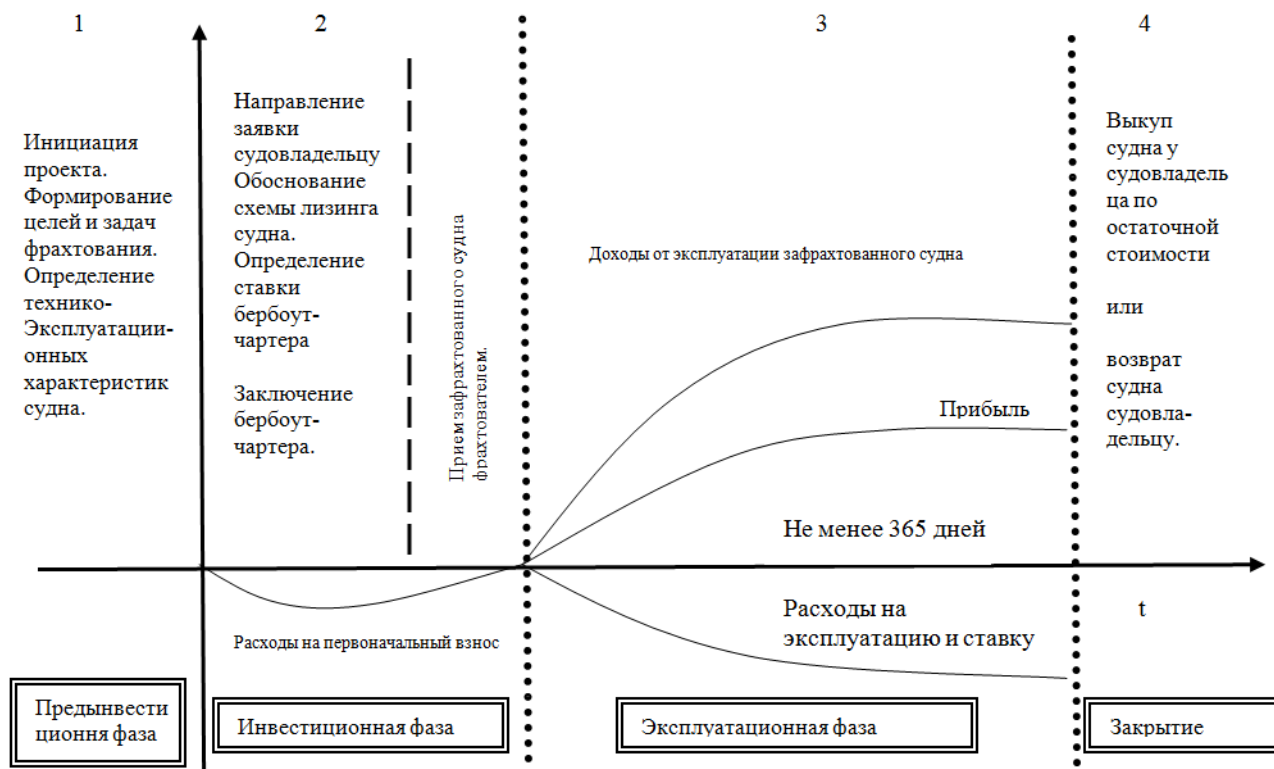 1
2
3
4
Инициация
проекта.
Формирование
целей и задач
фрахтования.
Определение
технико-
Эксплуатаци-
онных
характеристик
судна.
Направление
заявки
судовладельцу
Обоснование
схемы лизинга
судна.
Определение
ставки
бербоут-
чартера
Заключение
бербоут-
чартера.
Прием зафрахтованного судна
фрахтователем.
Доходы от эксплуатации зафрахтованного судна
Прибыль
Не менее 365 дней
Выкуп
судна у
судовладель
ца по
остаточной
стоимости
или
возврат
судна
судовла-
дельцу.
Расходы на первоначальный взнос
Расходы на
эксплуатацию и ставку
t
Предынвести
ционня фаза
Инвестиционная фаза
Эксплуатационная фаза
Закрытие